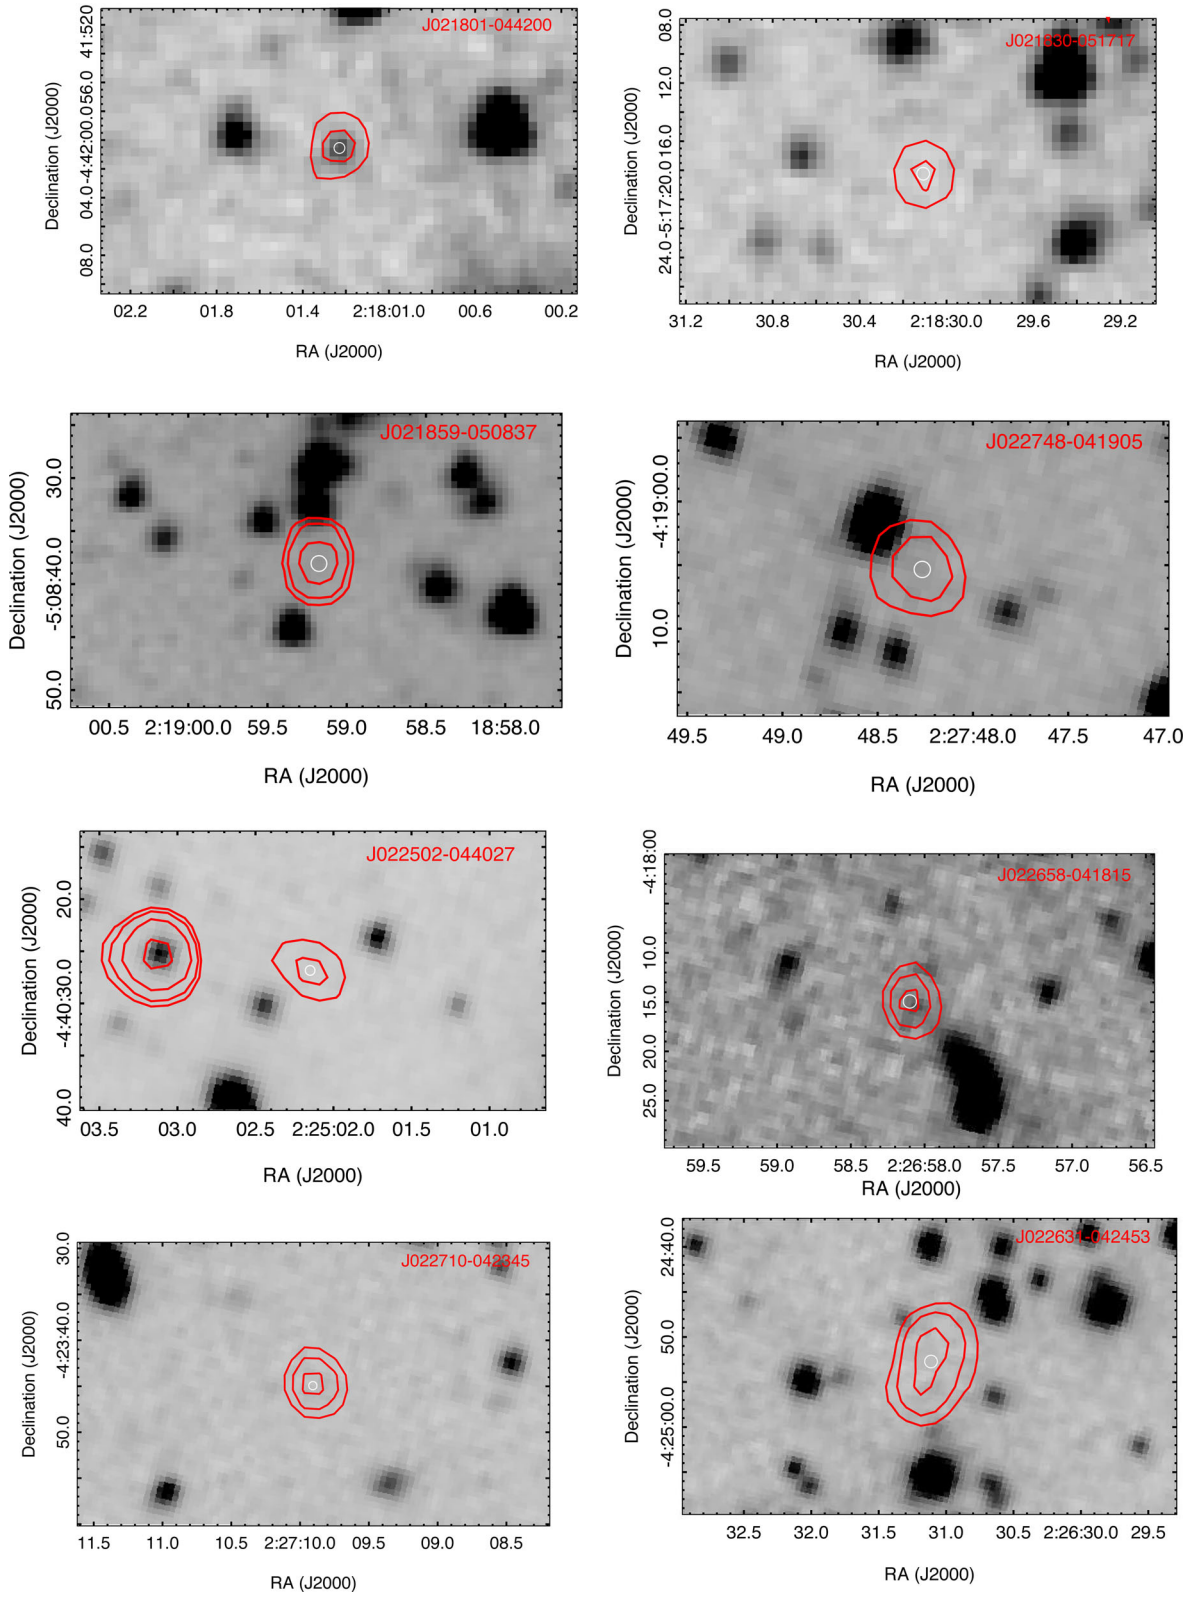 J021801-044200
Declination (J2000)
41:52.0
56.0
-4:42:00.0
04.0
08.0
02.2 01.8 01.4 2:18:01.0 00.6 00.2
RA (J2000)
J021830-051717
Declination (J2000)
08.0
12.0
16.0
-5:17:20.0
24.0
31.2 30.8 30.4 2:18:30.0 29.6 29.2
RA (J2000)
J021859-050837
Declination (J2000)
30.0
-5:08:40.0
50.0
00.5 2:19:00.0 59.5 59.0 58.5 18:58.0
RA (J2000)
J022748-041905
Declination (J2000)
-4:19:00.0
10.0
49.5 49.0 48.5 2:27:48.0 47.5 47.0
RA (J2000)
J022502-044027
Declination (J2000)
20.0
-4:40:30.0
40.0
03.5 03.0 02.5 2:25:02.0 01.5 01.0
RA (J2000)
J022658-041815
Declination (J2000)
-4:18:00
10.0
15.0
20.0
25.0
59.5 59.0 58.5 2:26:58.0 57.5 57.0 56.5
RA (J2000)
J022710-042345
Declination (J2000)
30.0
-4:23:40.0
50.0
11.5 11.0 10.5 2:27:10.0 09.5 09.0 08.5
RA (J2000)
J022631-042453
Declination (J2000)
24:40.0
50.0
-4:25:00.0
32.5 32.0 31.5 31.0 30.5 2:26:30.0 29.5
RA (J2000)